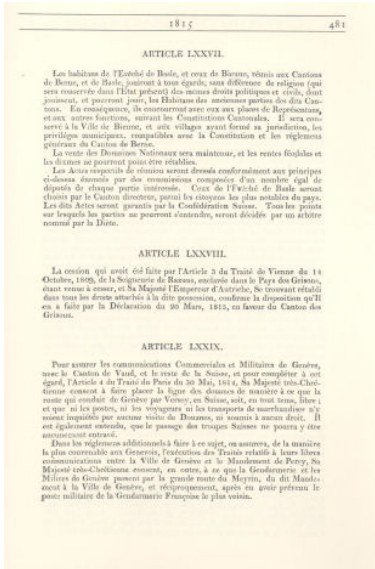 1815 481
ARTICLE LXXVII.
Les habitans de l'Evêché de Basle, et ceux de Bienne, réunis aux Cantons
de Berne, et de Basle, jouiront à tous égards, sans différence de religion (qui
sera conservée dans l'état présent) des mêmes droits politiques et civils, dont
jouissent, et pourront jouir, les Habitans des anciennes parties des dits Can-
tons. En conséquence, ils concourront avec eux aux places de Représentans,
et aux autres fonctions, suivant les Constitutions Cantonales. Il sera con-
servé à la Ville de Bienne, et aux villages ayant formé sa jurisdiction, les
privilèges municipaux, compatibles avec la Constitution et les réglemens
généraux du Canton de Berne.
La vente des Domaines Nationaux sera maintenue, et les rentes féodales et
les dixmes ne pourront point être rétablies.
Les Actes respectifs de réunion seront dressés conformément aux principes
ci-dessus énoncés par des commissions composées d'un nombre égal de
députés de chaque partie intéressée. Ceux de l'Evêché de Basle seront
choisis par le Canton directeur, parmi les citoyens les plus notables du pays.
Les dits Actes seront garantis par la Confédération Suisse. Tous les points
sur lesquels les parties ne pourront s'entendre, seront décidés par un arbitre
nommé par la Diète.
ARTICLE LXXVIII.
La cession qui avoit été faite par l'Article 3 du Traité de Vienne du 14
Octobre, 1809, de la Seigneurie de Razuns, enclavée dans le Pays des Grisons,
étant venue à cesser, et Sa Majesté l'Empereur d'Autriche, Se trouvant rétabli
dans tous les droits attachés à la dite possession, confirme la disposition qu'Il
en a faite par la Déclaration du 20 Mars, 1815, en faveur du Canton des
Grisons.
ARTICLE LXXIX.
Pour assurer les communications Commerciales et Militaires de Genève,
avec le Canton de Vaud, et le reste de la Suisse, et pour compléter à cet
égard, l'Article 4 du Traité du Paris du 30 Mai, 1814, Sa Majesté très-Chré-
tienne consent à faire placer la ligne des douanes de manière à ce que la
route qui conduit de Genève par Versoy, en Suisse, soit, en tout tems, libre ;
et que ni les postes, ni les voyageurs ni les transports de marchandises n'y
soient inquiétés par aucune visite de Douanes, ni soumis à aucun droit. Il
est également entendu, que le passage des troupes Suisses ne pourra y être
aucunement entravé.
Dans les réglemens additionnels à faire à ce sujet, on assurera, de la manière
la plus convenable aux Genevois, l'exécution des Traités relatifs à leurs libres
communications entre la Ville de Genève et le Mandement de Peney, Sa
Majesté très-Chrétienne consent, en outre, à ce que la Gendarmerie et les
Milices de Genève passent par la grande route du Meyrin, du dit Mande-
ment à la Ville de Genève, et réciproquement, après en avoir prévenu le
poste militaire de la Gendarmerie Françoise le plus voisin.